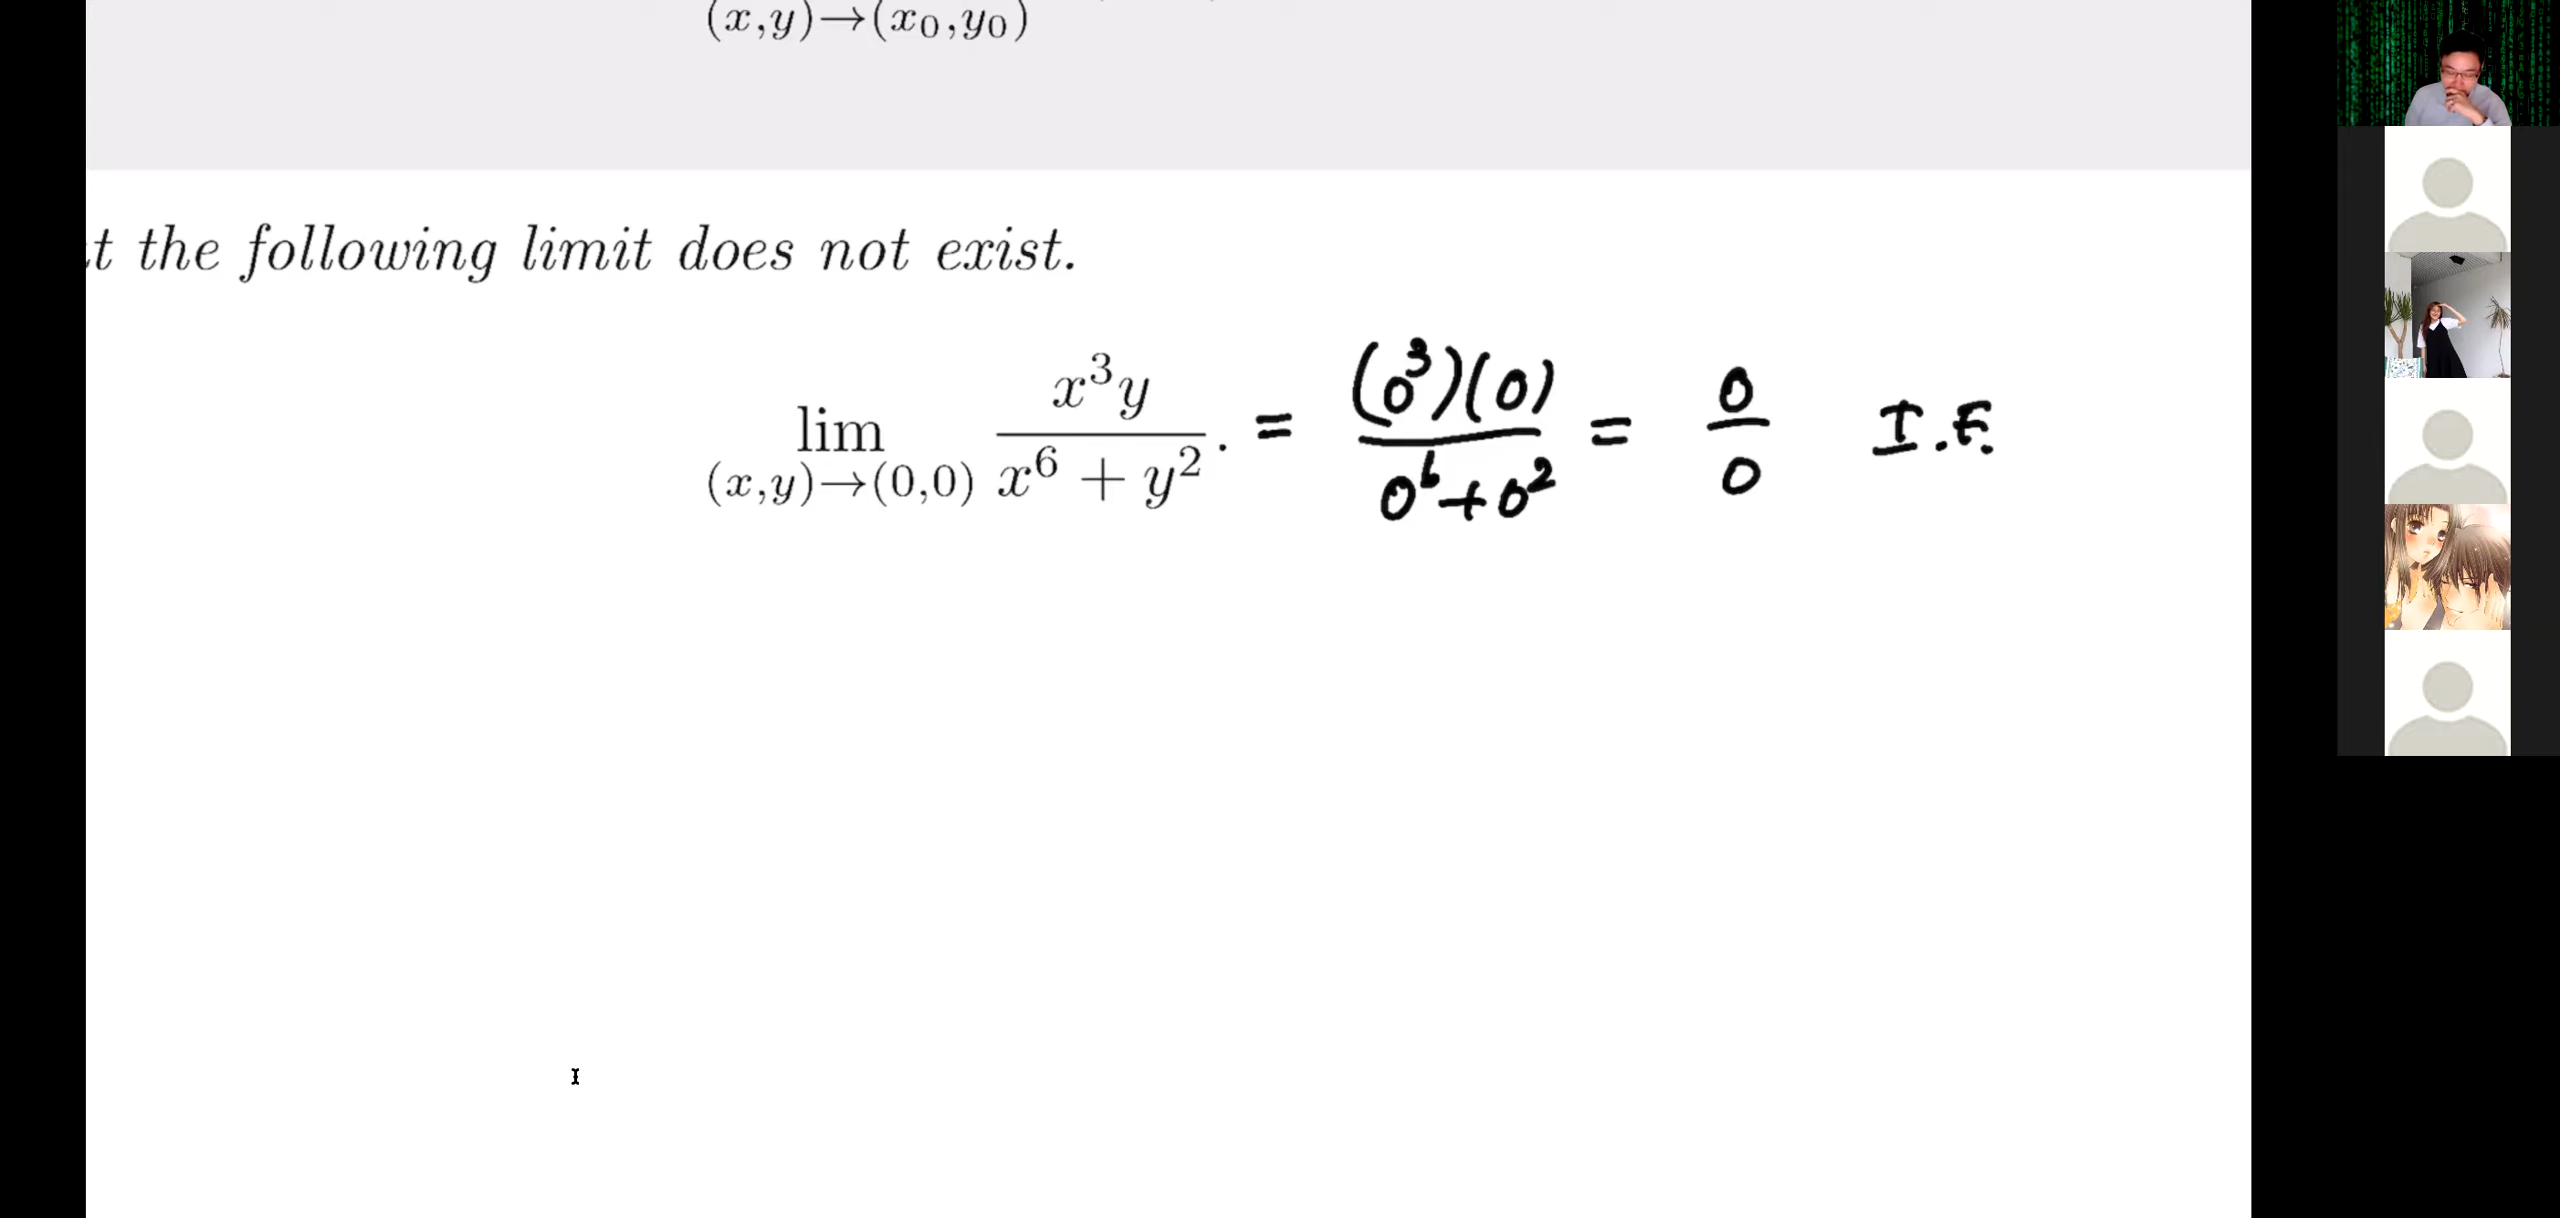 (x,y)→(x₀,y₀)
t the following limit does not exist.
lim_{(x,y)→(0,0)} x³y / (x⁶ + y²). = (0³)(0) / (0⁶+0²) = 0/0 I.F.